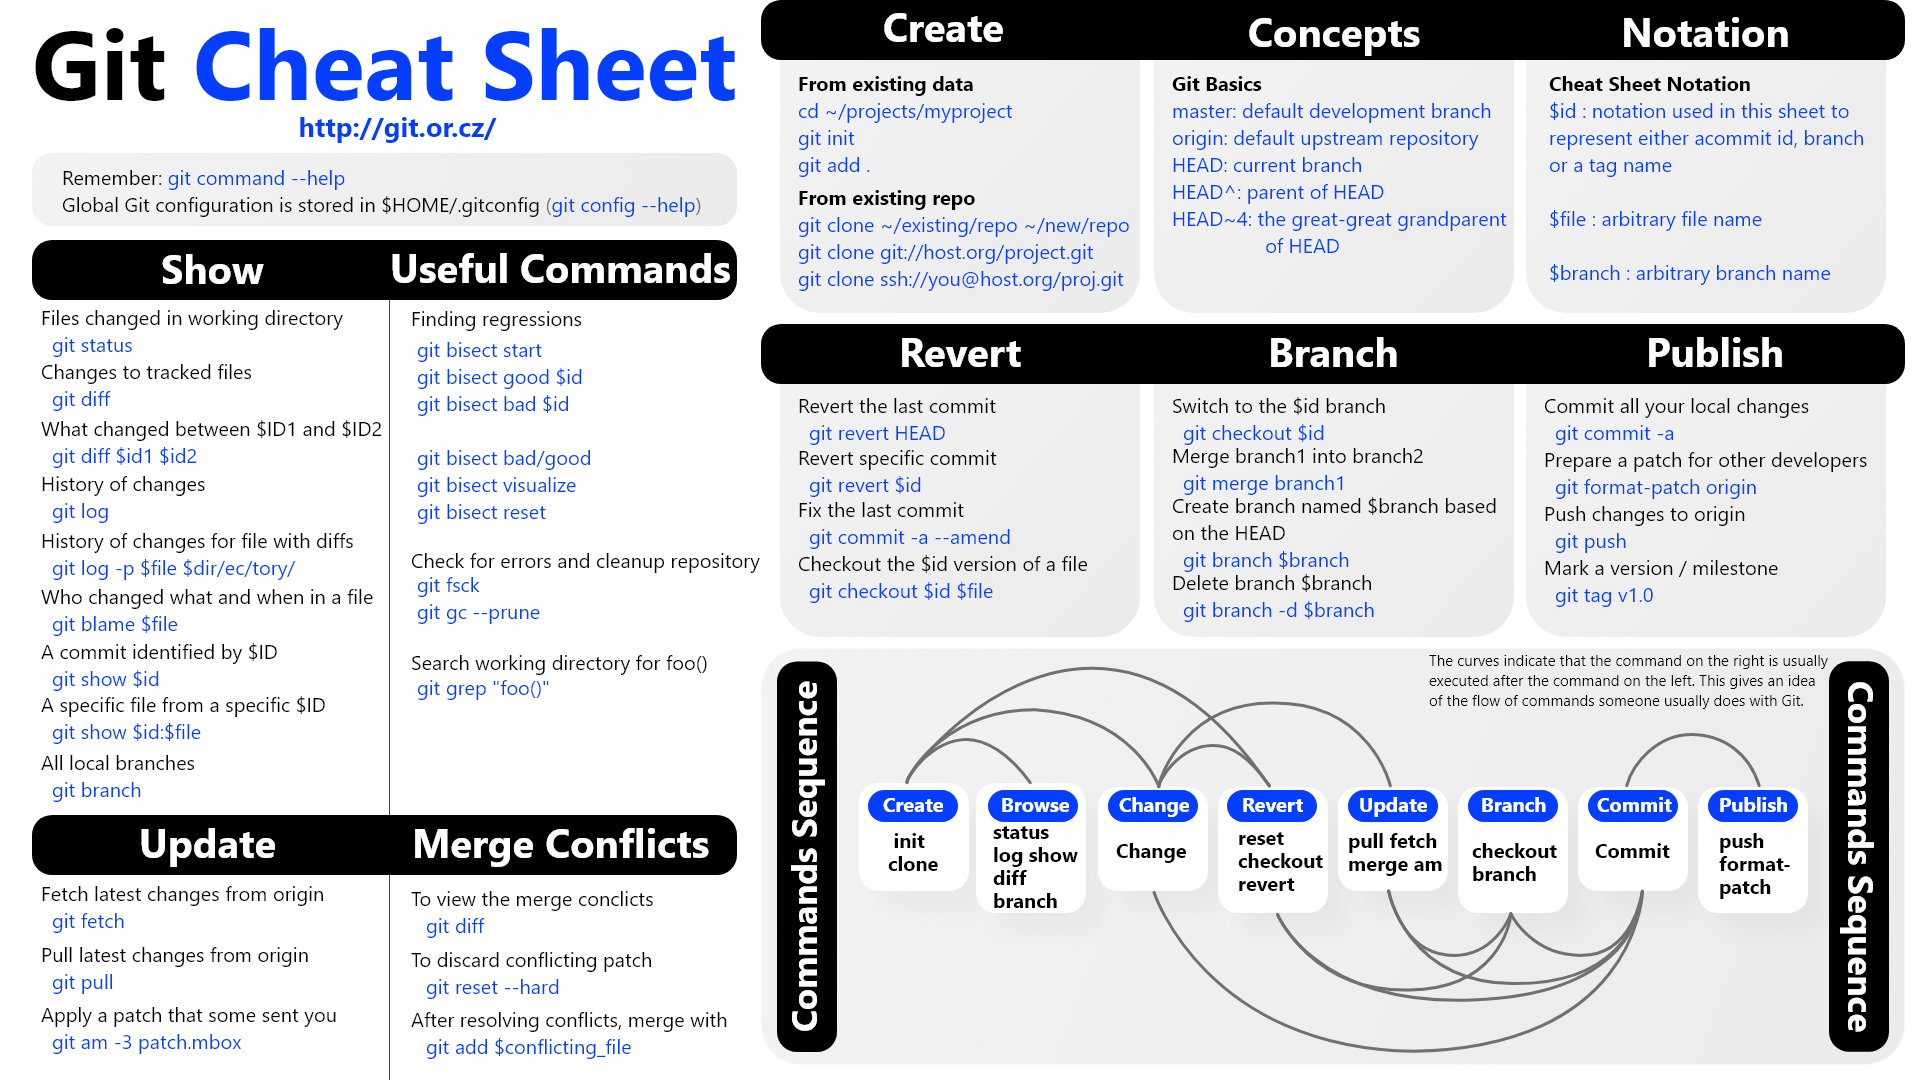 Git Cheat Sheet
http://git.or.cz/
Remember: git command --help
Global Git configuration is stored in $HOME/.gitconfig (git config --help)
Show
Files changed in working directory
git status
Changes to tracked files
git diff
What changed between $ID1 and $ID2
git diff $id1 $id2
History of changes
git log
History of changes for file with diffs
git log -p $file $dir/ec/tory/
Who changed what and when in a file
git blame $file
A commit identified by $ID
git show $id
A specific file from a specific $ID
git show $id:$file
All local branches
git branch
Useful Commands
Finding regressions
git bisect start
git bisect good $id
git bisect bad $id
git bisect bad/good
git bisect visualize
git bisect reset
Check for errors and cleanup repository
git fsck
git gc --prune
Search working directory for foo()
git grep "foo()"
Update
Fetch latest changes from origin
git fetch
Pull latest changes from origin
git pull
Apply a patch that some sent you
git am -3 patch.mbox
Merge Conflicts
To view the merge conclicts
git diff
To discard conflicting patch
git reset --hard
After resolving conflicts, merge with
git add $conflicting_file
Create
From existing data
cd ~/projects/myproject
git init
git add .
From existing repo
git clone ~/existing/repo ~/new/repo
git clone git://host.org/project.git
git clone ssh://you@host.org/proj.git
Concepts
Git Basics
master: default development branch
origin: default upstream repository
HEAD: current branch
HEAD^: parent of HEAD
HEAD~4: the great-great grandparent
of HEAD
Notation
Cheat Sheet Notation
$id : notation used in this sheet to
represent either acommit id, branch
or a tag name
$file : arbitrary file name
$branch : arbitrary branch name
Revert
Revert the last commit
git revert HEAD
Revert specific commit
git revert $id
Fix the last commit
git commit -a --amend
Checkout the $id version of a file
git checkout $id $file
Branch
Switch to the $id branch
git checkout $id
Merge branch1 into branch2
git merge branch1
Create branch named $branch based
on the HEAD
git branch $branch
Delete branch $branch
git branch -d $branch
Publish
Commit all your local changes
git commit -a
Prepare a patch for other developers
git format-patch origin
Push changes to origin
git push
Mark a version / milestone
git tag v1.0
Commands Sequence
The curves indicate that the command on the right is usually
executed after the command on the left. This gives an idea
of the flow of commands someone usually does with Git.
Create
init
clone
Browse
status
log show
diff
branch
Change
Change
Revert
reset
checkout
revert
Update
pull fetch
merge am
Branch
checkout
branch
Commit
Commit
Publish
push
format-
patch
Commands Sequence